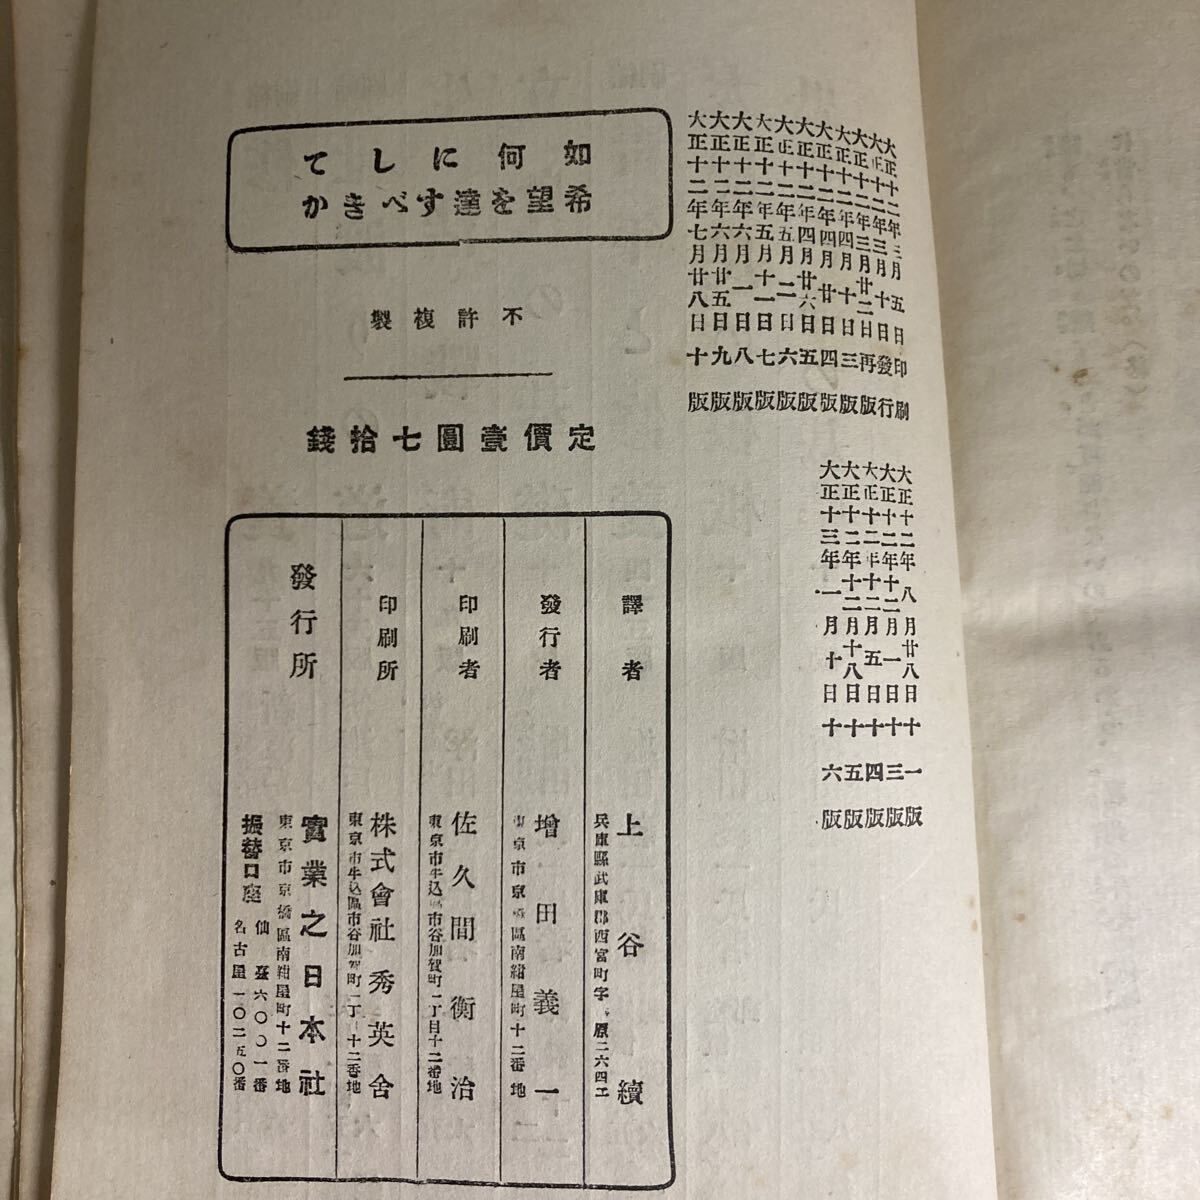 如何にして
希望を達すべきか
不許複製
定價壹圓七拾錢
大正十二年三月五日印刷
大正十二年三月十日發行
大正十二年三月廿二日再版
大正十二年四月十日三版
大正十二年四月廿日四版
大正十二年四月廿六日五版
大正十二年五月二日六版
大正十二年五月十一日七版
大正十二年六月一日八版
大正十二年六月廿五日九版
大正十二年七月廿八日十版
大正十二年八月廿八日十一版
大正十二年十二月一日十三版
大正十二年十二月五日十四版
大正十二年十二月十八日十五版
大正十三年一月十日十六版
譯者
上谷續
兵庫縣武庫郡西宮町字 原二六四エ
發行者
增田義一
東京市京橋區南紺屋町十二番地
印刷者
佐久間衡治
東京市牛込區市谷加賀町一丁目十二番地
印刷所
株式會社秀英舍
東京市牛込區市谷加賀町一丁目十二番地
發行所
實業之日本社
東京市京橋區南紺屋町十二番地
振替口座
仙臺六〇〇一番
名古屋一〇二五〇番